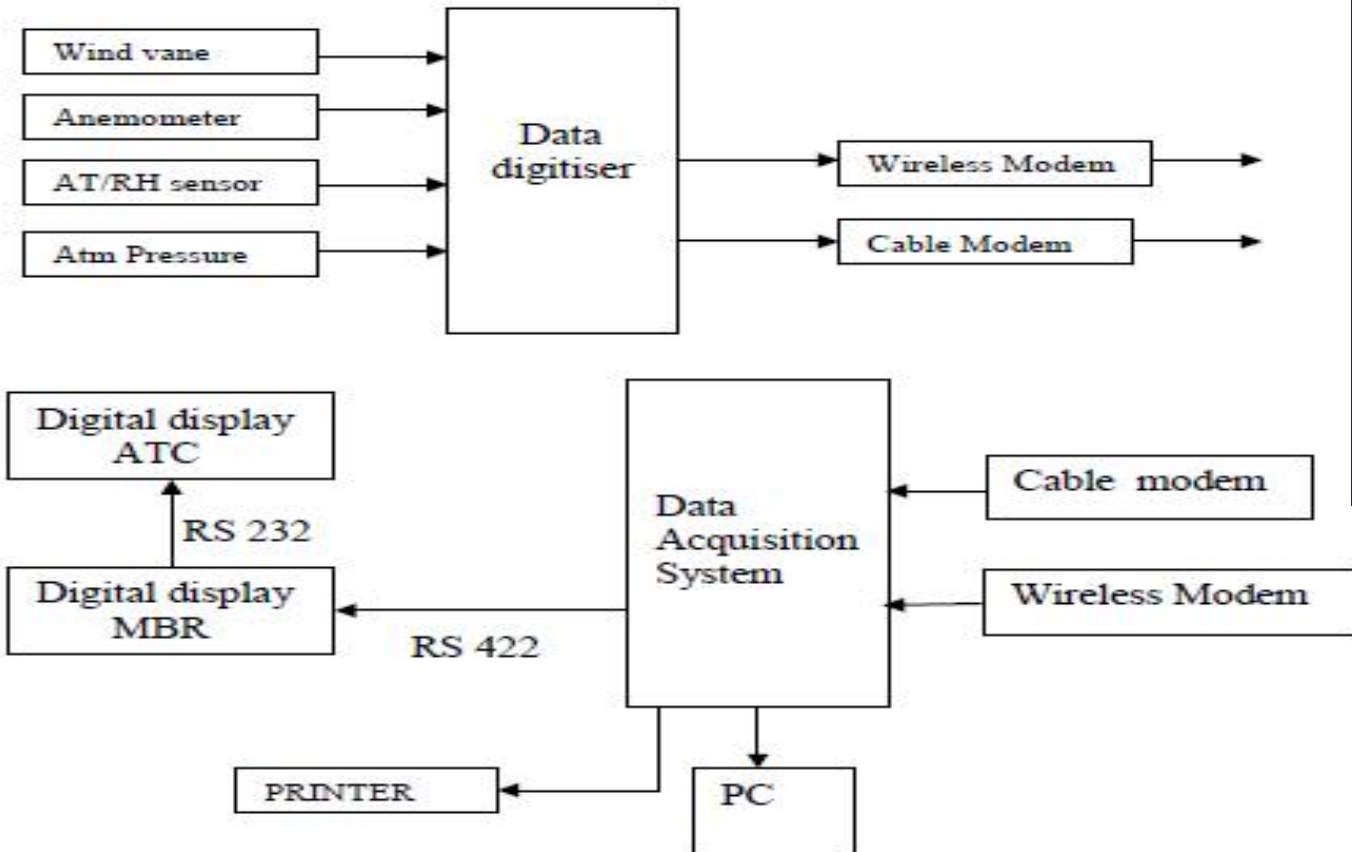 Wind vane
Anemometer
AT/RH sensor
Atm Pressure
Data
digitiser
Wireless Modem
Cable Modem
Digital display
ATC
RS 232
Digital display
MBR
RS 422
Data
Acquisition
System
Cable modem
Wireless Modem
PRINTER
PC